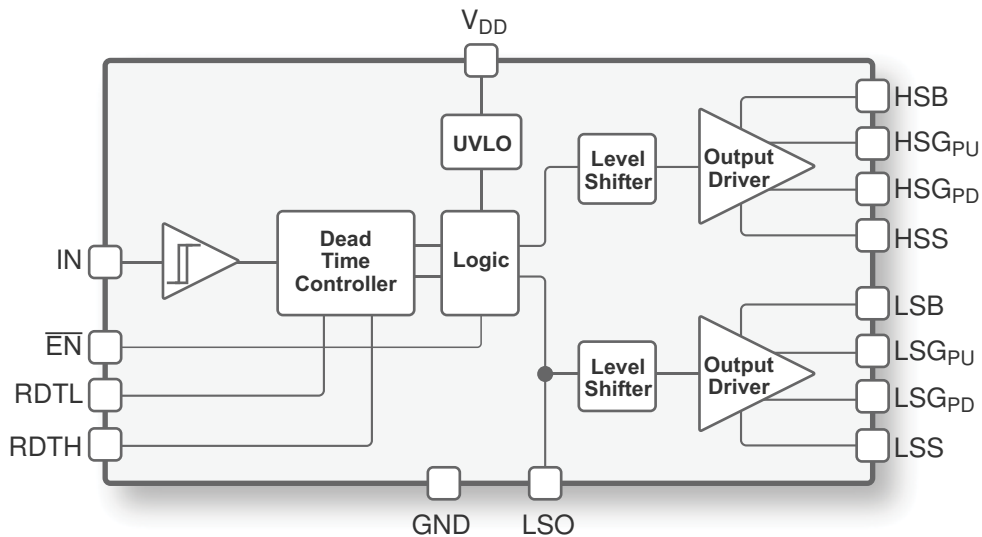 VDD
HSB
UVLO
HSGPU
Level
Shifter
Output
Driver
HSGPD
HSS
IN
Dead
Time
Controller
Logic
LSB
EN
LSGPU
Level
Shifter
Output
Driver
RDTL
LSGPD
RDTH
LSS
GND
LSO